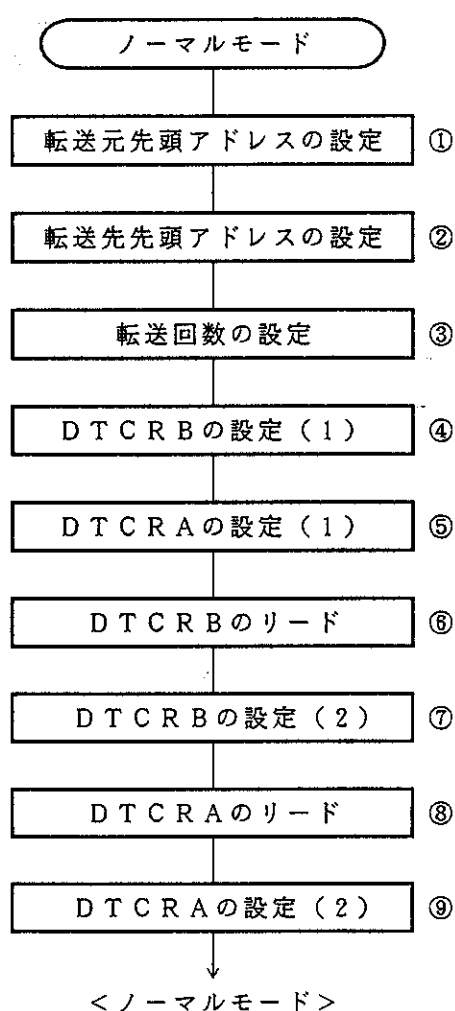 ノーマルモード
転送元先頭アドレスの設定 ①
転送先先頭アドレスの設定 ②
転送回数の設定 ③
DTCRBの設定(1) ④
DTCRAの設定(1) ⑤
DTCRBのリード ⑥
DTCRBの設定(2) ⑦
DTCRAのリード ⑧
DTCRAの設定(2) ⑨
<ノーマルモード>